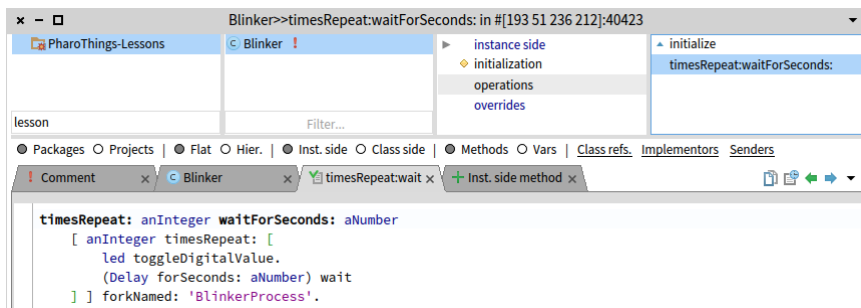 Blinker>>timesRepeat:waitForSeconds: in #[193 51 236 212]:40423
PharoThings-Lessons
Blinker !
instance side
initialization
operations
overrides
initialize
timesRepeat:waitForSeconds:
lesson
Filter...
Packages Projects | Flat Hier. | Inst. side Class side | Methods Vars | Class refs. Implementors Senders
! Comment x C Blinker x timesRepeat:wait x Inst. side method x
timesRepeat: anInteger waitForSeconds: aNumber
[ anInteger timesRepeat: [
led toggleDigitalValue.
(Delay forSeconds: aNumber) wait
] ] forkNamed: 'BlinkerProcess'.